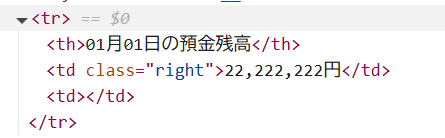 ▼<tr> == $0
<th>01月01日の預金残高</th>
<td class="right">22,222,222円</td>
<td></td>
</tr>